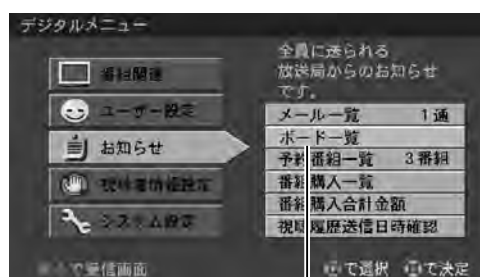 デジタルメニュー
番組関連
ユーザー設定
お知らせ
視聴者情報設定
システム設定
全員に送られる
放送局からのお知らせ
です。
メール一覧 1通
ボード一覧
予約番組一覧 3番組
番組購入一覧
番組購入合計金額
視聴履歴送信日時確認
で受信画面
で選択 で決定